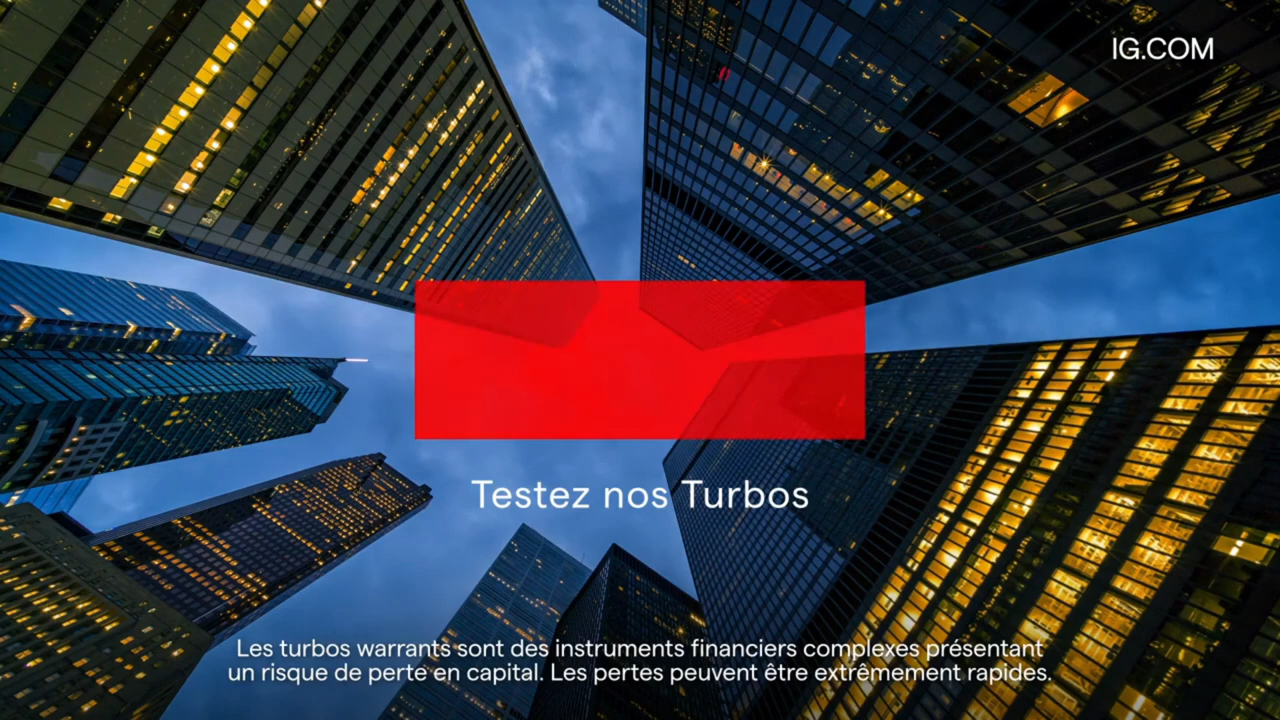 IG.COM
Testez nos Turbos
Les turbos warrants sont des instruments financiers complexes présentant
un risque de perte en capital. Les pertes peuvent être extrêmement rapides.